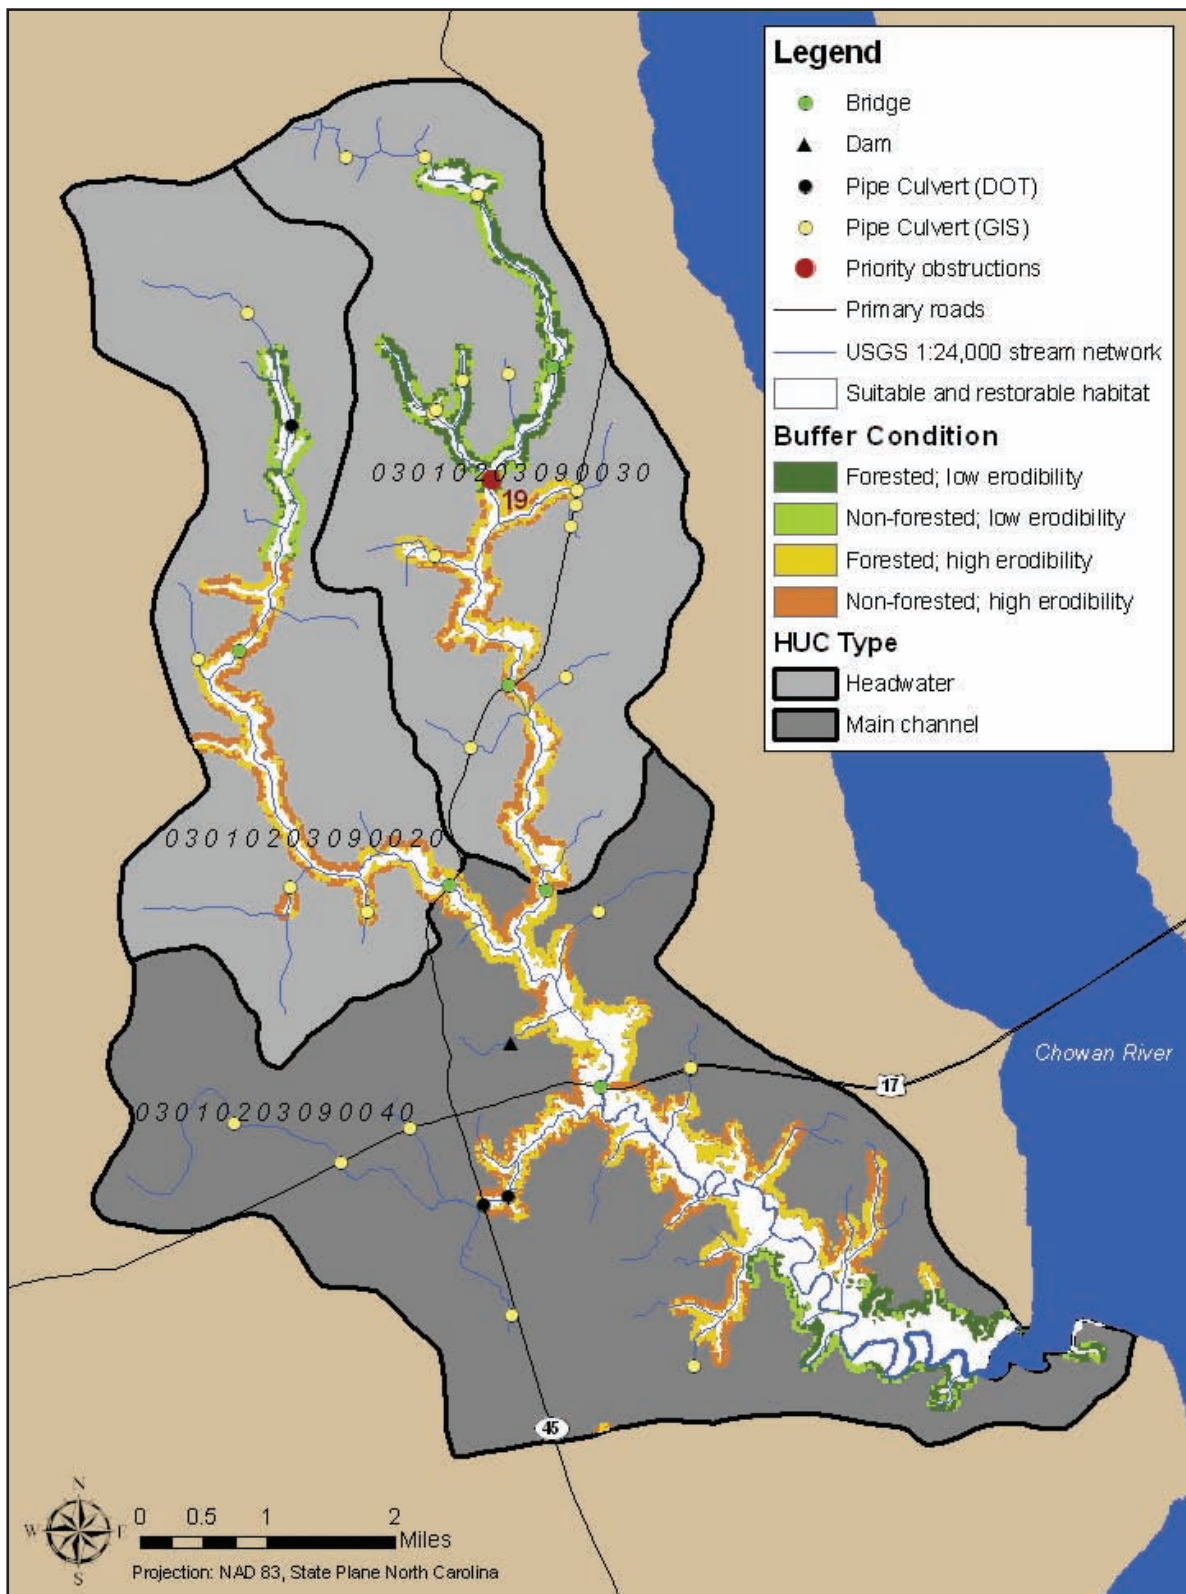 Legend
Bridge
Dam
Pipe Culvert (DOT)
Pipe Culvert (GIS)
Priority obstructions
Primary roads
USGS 1:24,000 stream network
Suitable and restorable habitat
Buffer Condition
Forested; low erodibility
Non-forested; low erodibility
Forested; high erodibility
Non-forested; high erodibility
HUC Type
Headwater
Main channel
03010203090030
19
03010203090020
Chowan River
17
03010203090040
45
N
W E
S
0 0.5 1 2
Miles
Projection: NAD 83, State Plane North Carolina